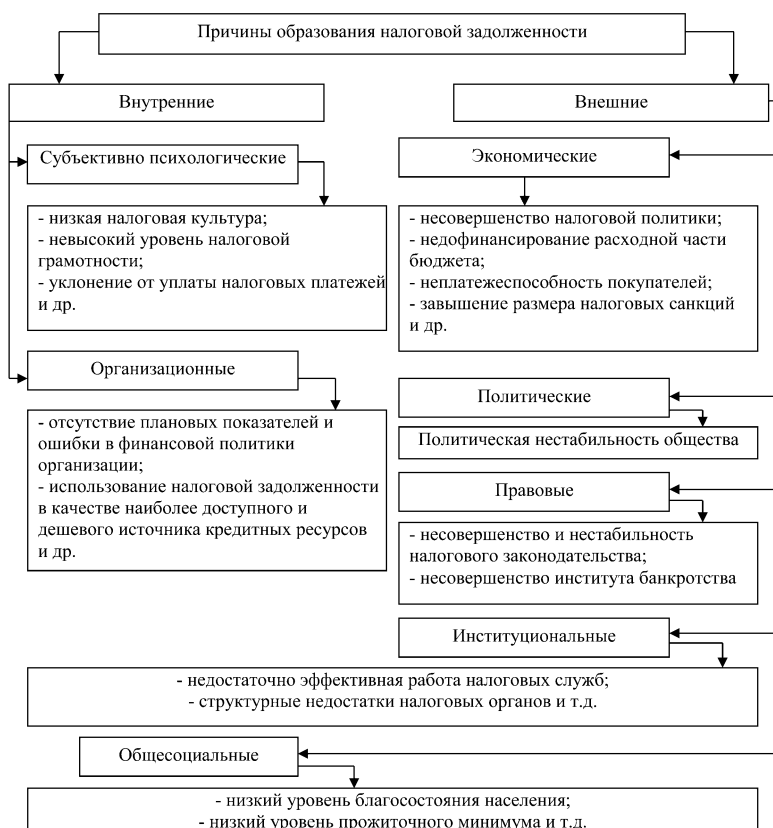 Причины образования налоговой задолженности
Внутренние
Внешние
Субъективно психологические
- низкая налоговая культура;
- невысокий уровень налоговой
грамотности;
- уклонение от уплаты налоговых платежей
и др.
Организационные
- отсутствие плановых показателей и
ошибки в финансовой политики
организации;
- использование налоговой задолженности
в качестве наиболее доступного и
дешевого источника кредитных ресурсов
и др.
Экономические
- несовершенство налоговой политики;
- недофинансирование расходной части
бюджета;
- неплатежеспособность покупателей;
- завышение размера налоговых санкций
и др.
Политические
Политическая нестабильность общества
Правовые
- несовершенство и нестабильность
налогового законодательства;
- несовершенство института банкротства
Институциональные
- недостаточно эффективная работа налоговых служб;
- структурные недостатки налоговых органов и т.д.
Общесоциальные
- низкий уровень благосостояния населения;
- низкий уровень прожиточного минимума и т.д.